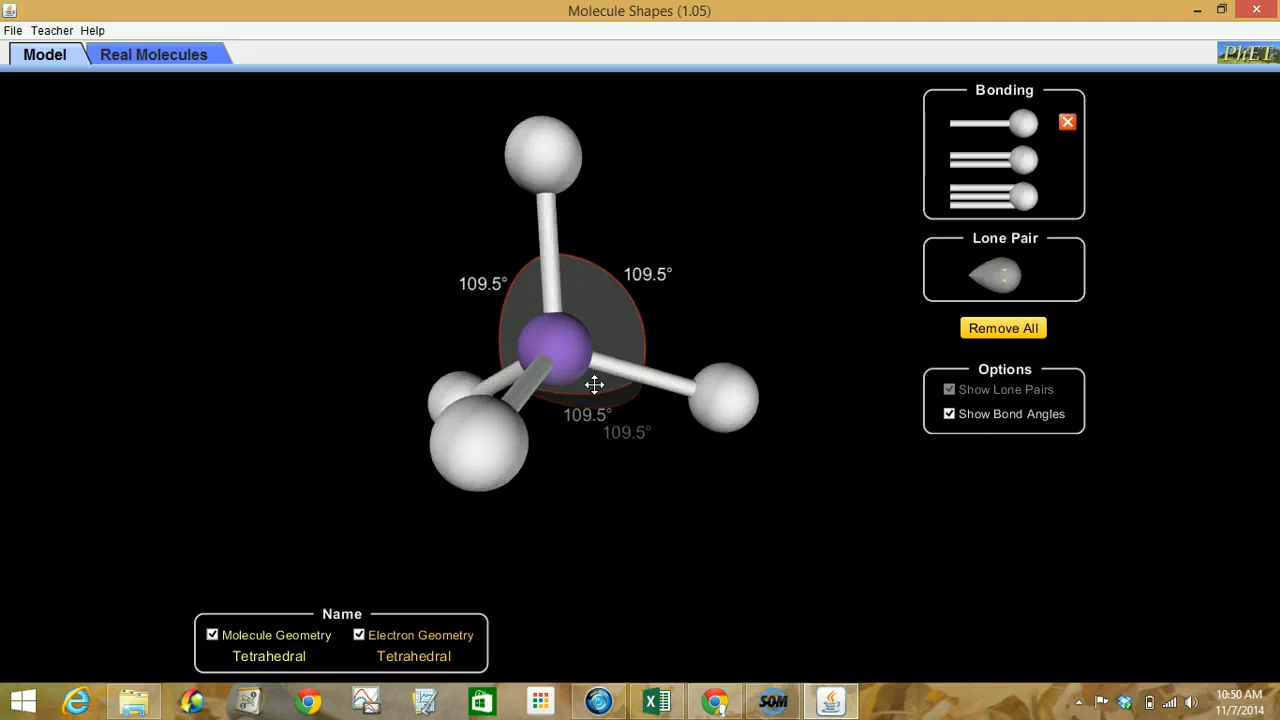 Molecule Shapes (1.05)
File Teacher Help
Model Real Molecules
PhET
Bonding
Lone Pair
Remove All
Options
Show Lone Pairs
Show Bond Angles
109.5°
109.5°
109.5°
109.5°
Name
Molecule Geometry Electron Geometry
Tetrahedral Tetrahedral
SOM
10:50 AM
11/7/2014